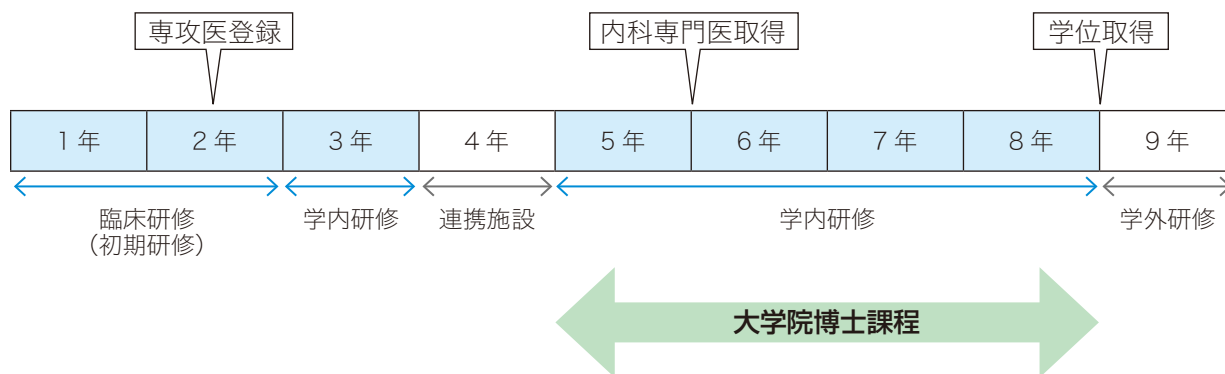 専攻医登録
内科専門医取得
学位取得
1年
2年
3年
4年
5年
6年
7年
8年
9年
臨床研修
（初期研修）
学内研修
連携施設
学内研修
学外研修
大学院博士課程